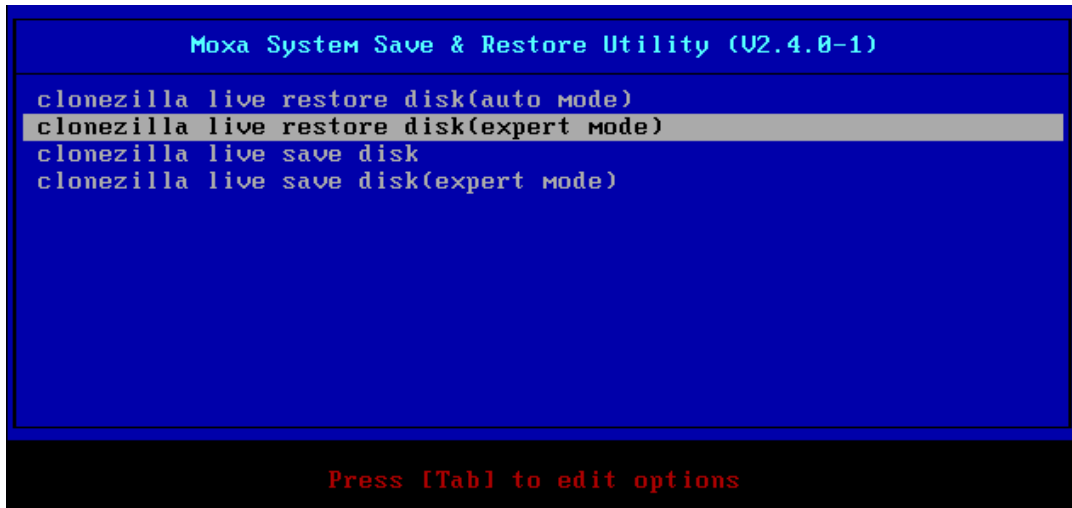 Moxa System Save & Restore Utility (V2.4.0-1)
clonezilla live restore disk(auto mode)
clonezilla live restore disk(expert mode)
clonezilla live save disk
clonezilla live save disk(expert mode)
Press [Tab] to edit options